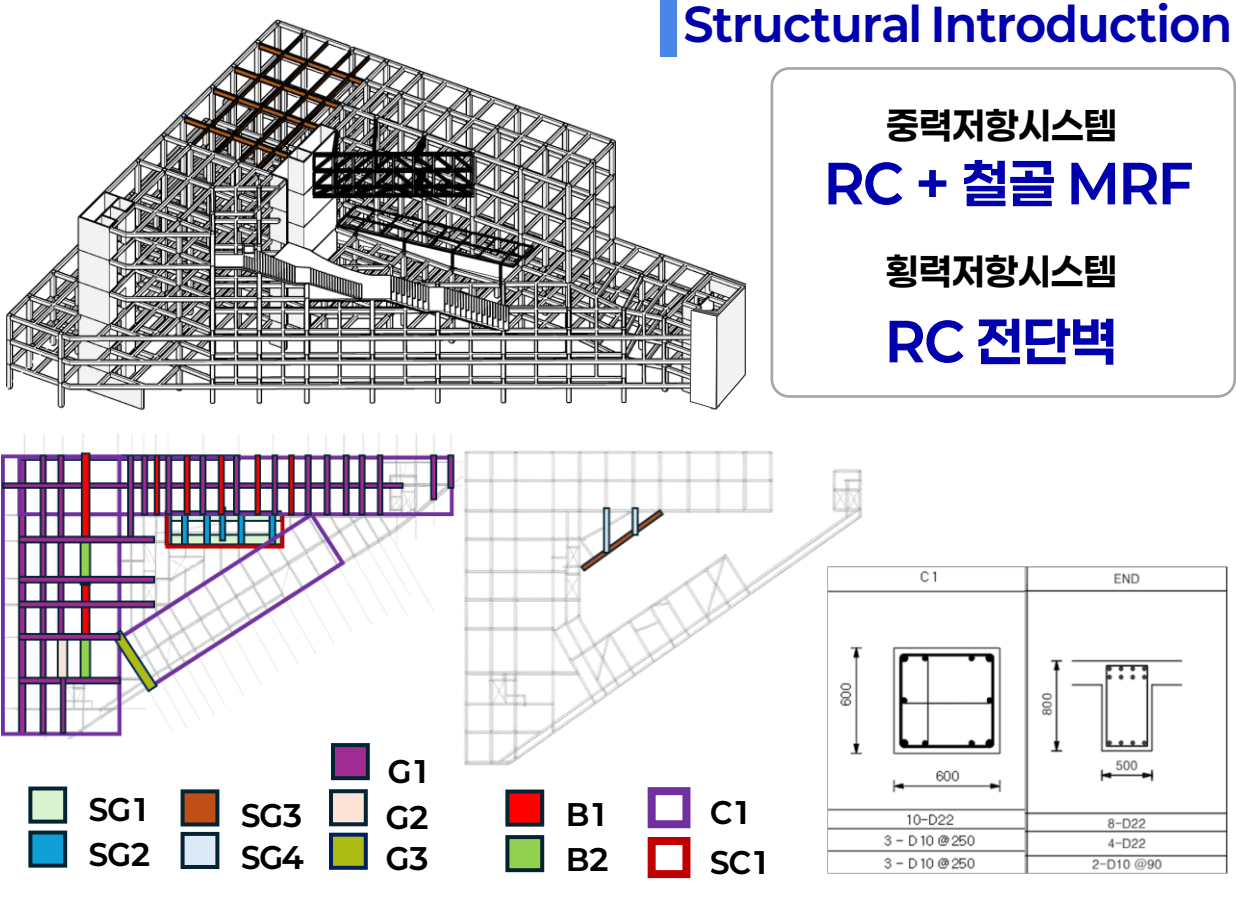 Structural Introduction
중력저항시스템
RC + 철골 MRF
횡력저항시스템
RC 전단벽
G1
SG1
SG3
G2
SG2
SG4
G3
B1
C1
B2
SC1
C1
END
600
600
800
500
10-D22
8-D22
3 - D10 @250
4-D22
3 - D10 @250
2-D10 @90